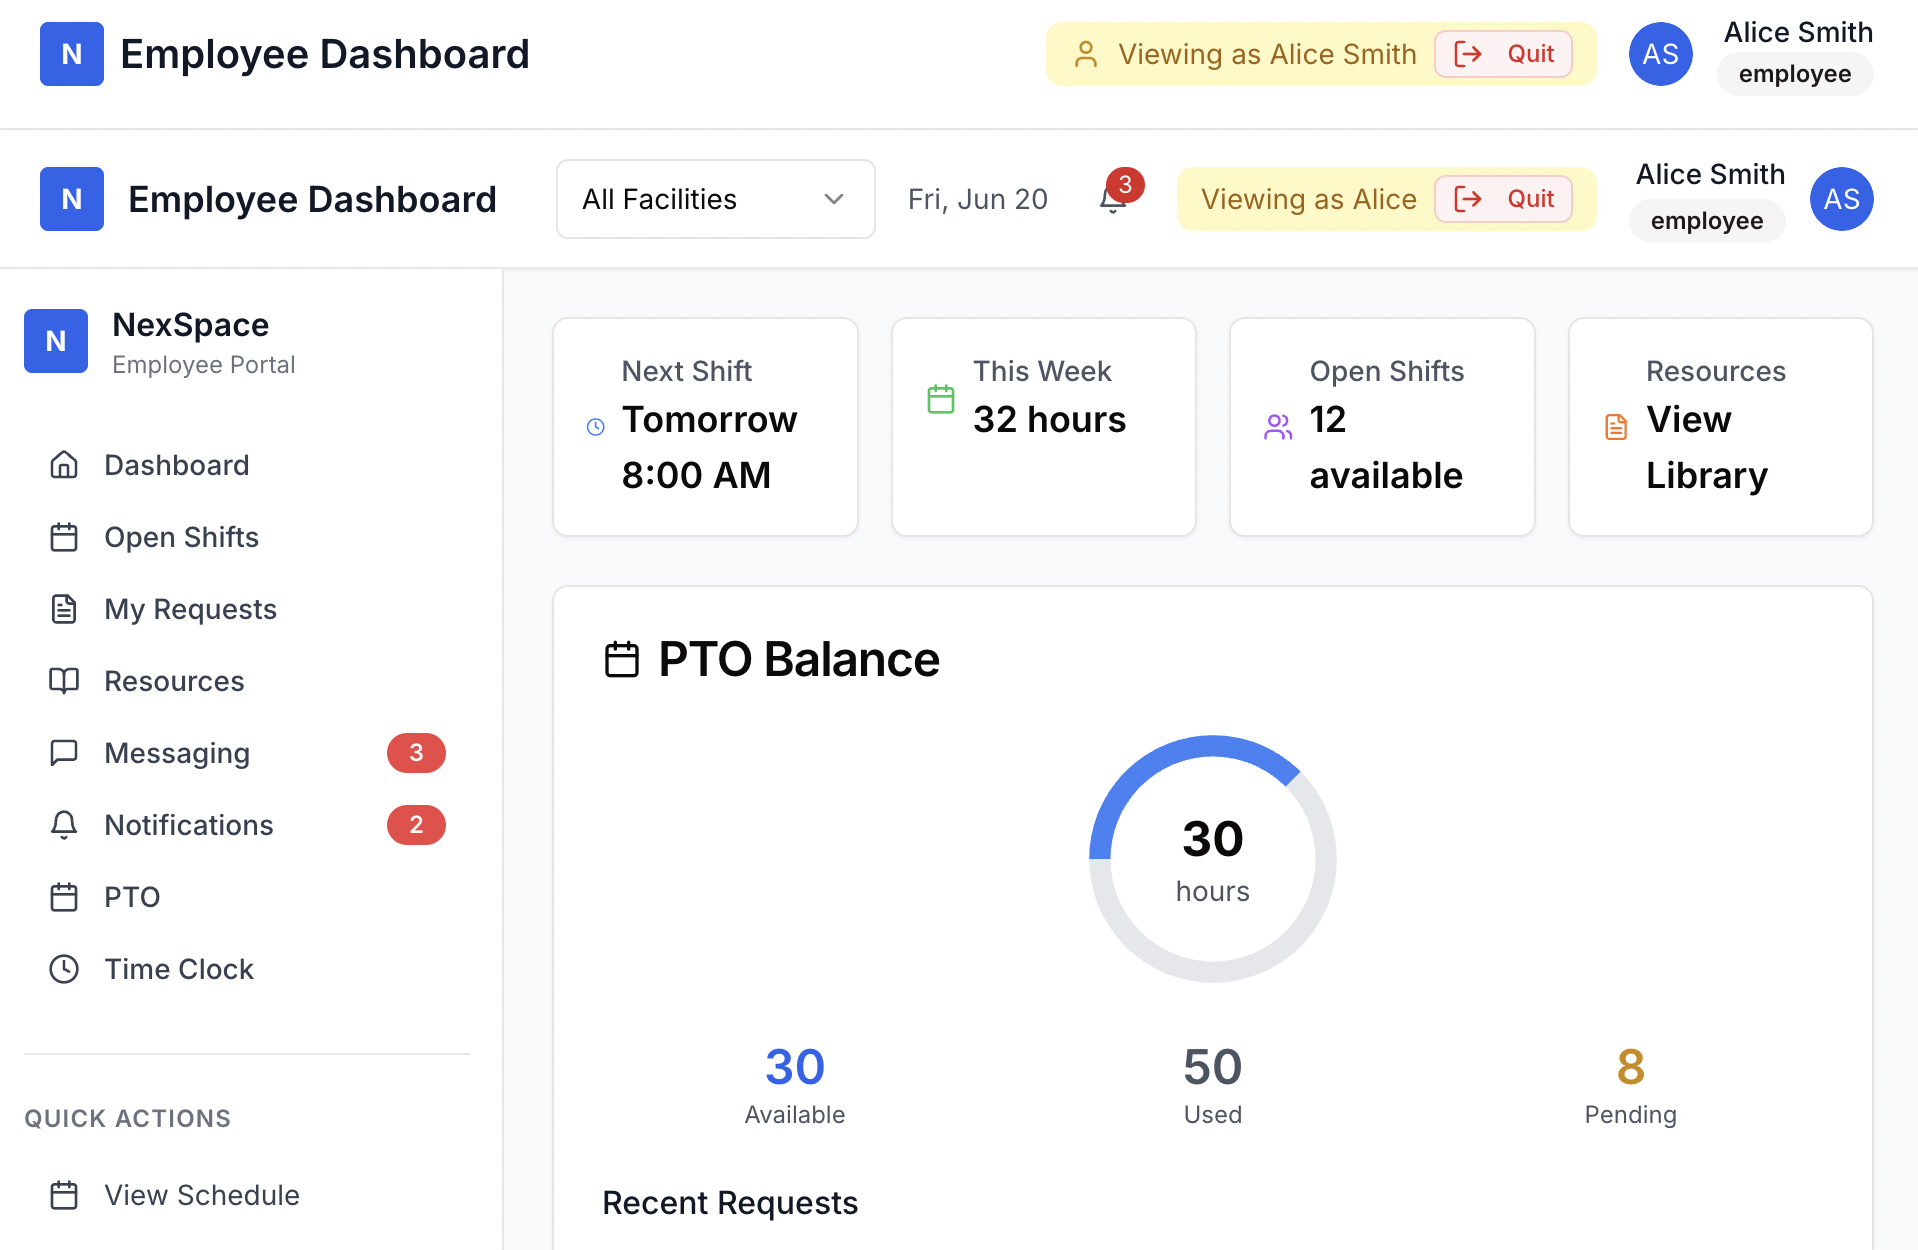 N Employee Dashboard Viewing as Alice Smith Quit AS Alice Smith
employee
N Employee Dashboard All Facilities Fri, Jun 20 3 Viewing as Alice Quit Alice Smith AS
employee
N NexSpace
Employee Portal
Dashboard
Open Shifts
My Requests
Resources
Messaging 3
Notifications 2
PTO
Time Clock
QUICK ACTIONS
View Schedule
Next Shift
Tomorrow
8:00 AM
This Week
32 hours
Open Shifts
12
available
Resources
View
Library
PTO Balance
30
hours
30
Available
50
Used
8
Pending
Recent Requests